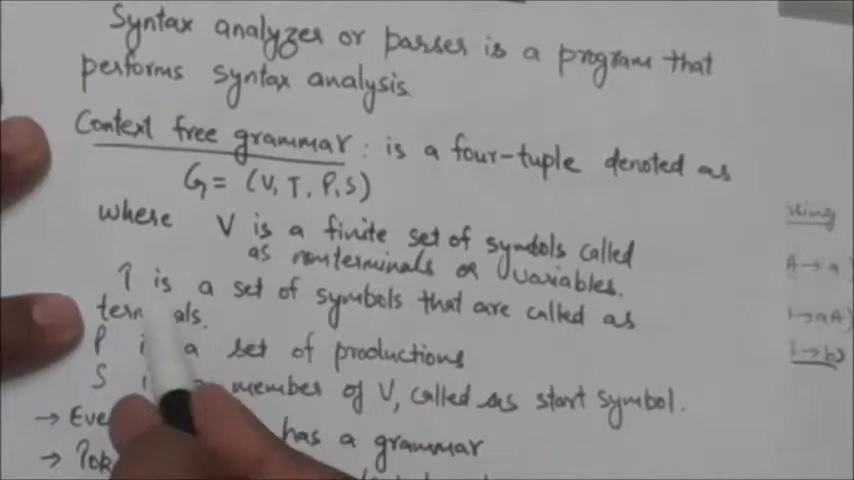 Syntax analyzer or parser is a program that
performs syntax analysis.
Context free grammar : is a four-tuple denoted as
G = (V, T, P, S)
where V is a finite set of symbols called
as nonterminals or variables.
T is a set of symbols that are called as
terminals.
P is a set of productions
S is a member of V, called as start symbol.
→ has a grammar
→
A → a